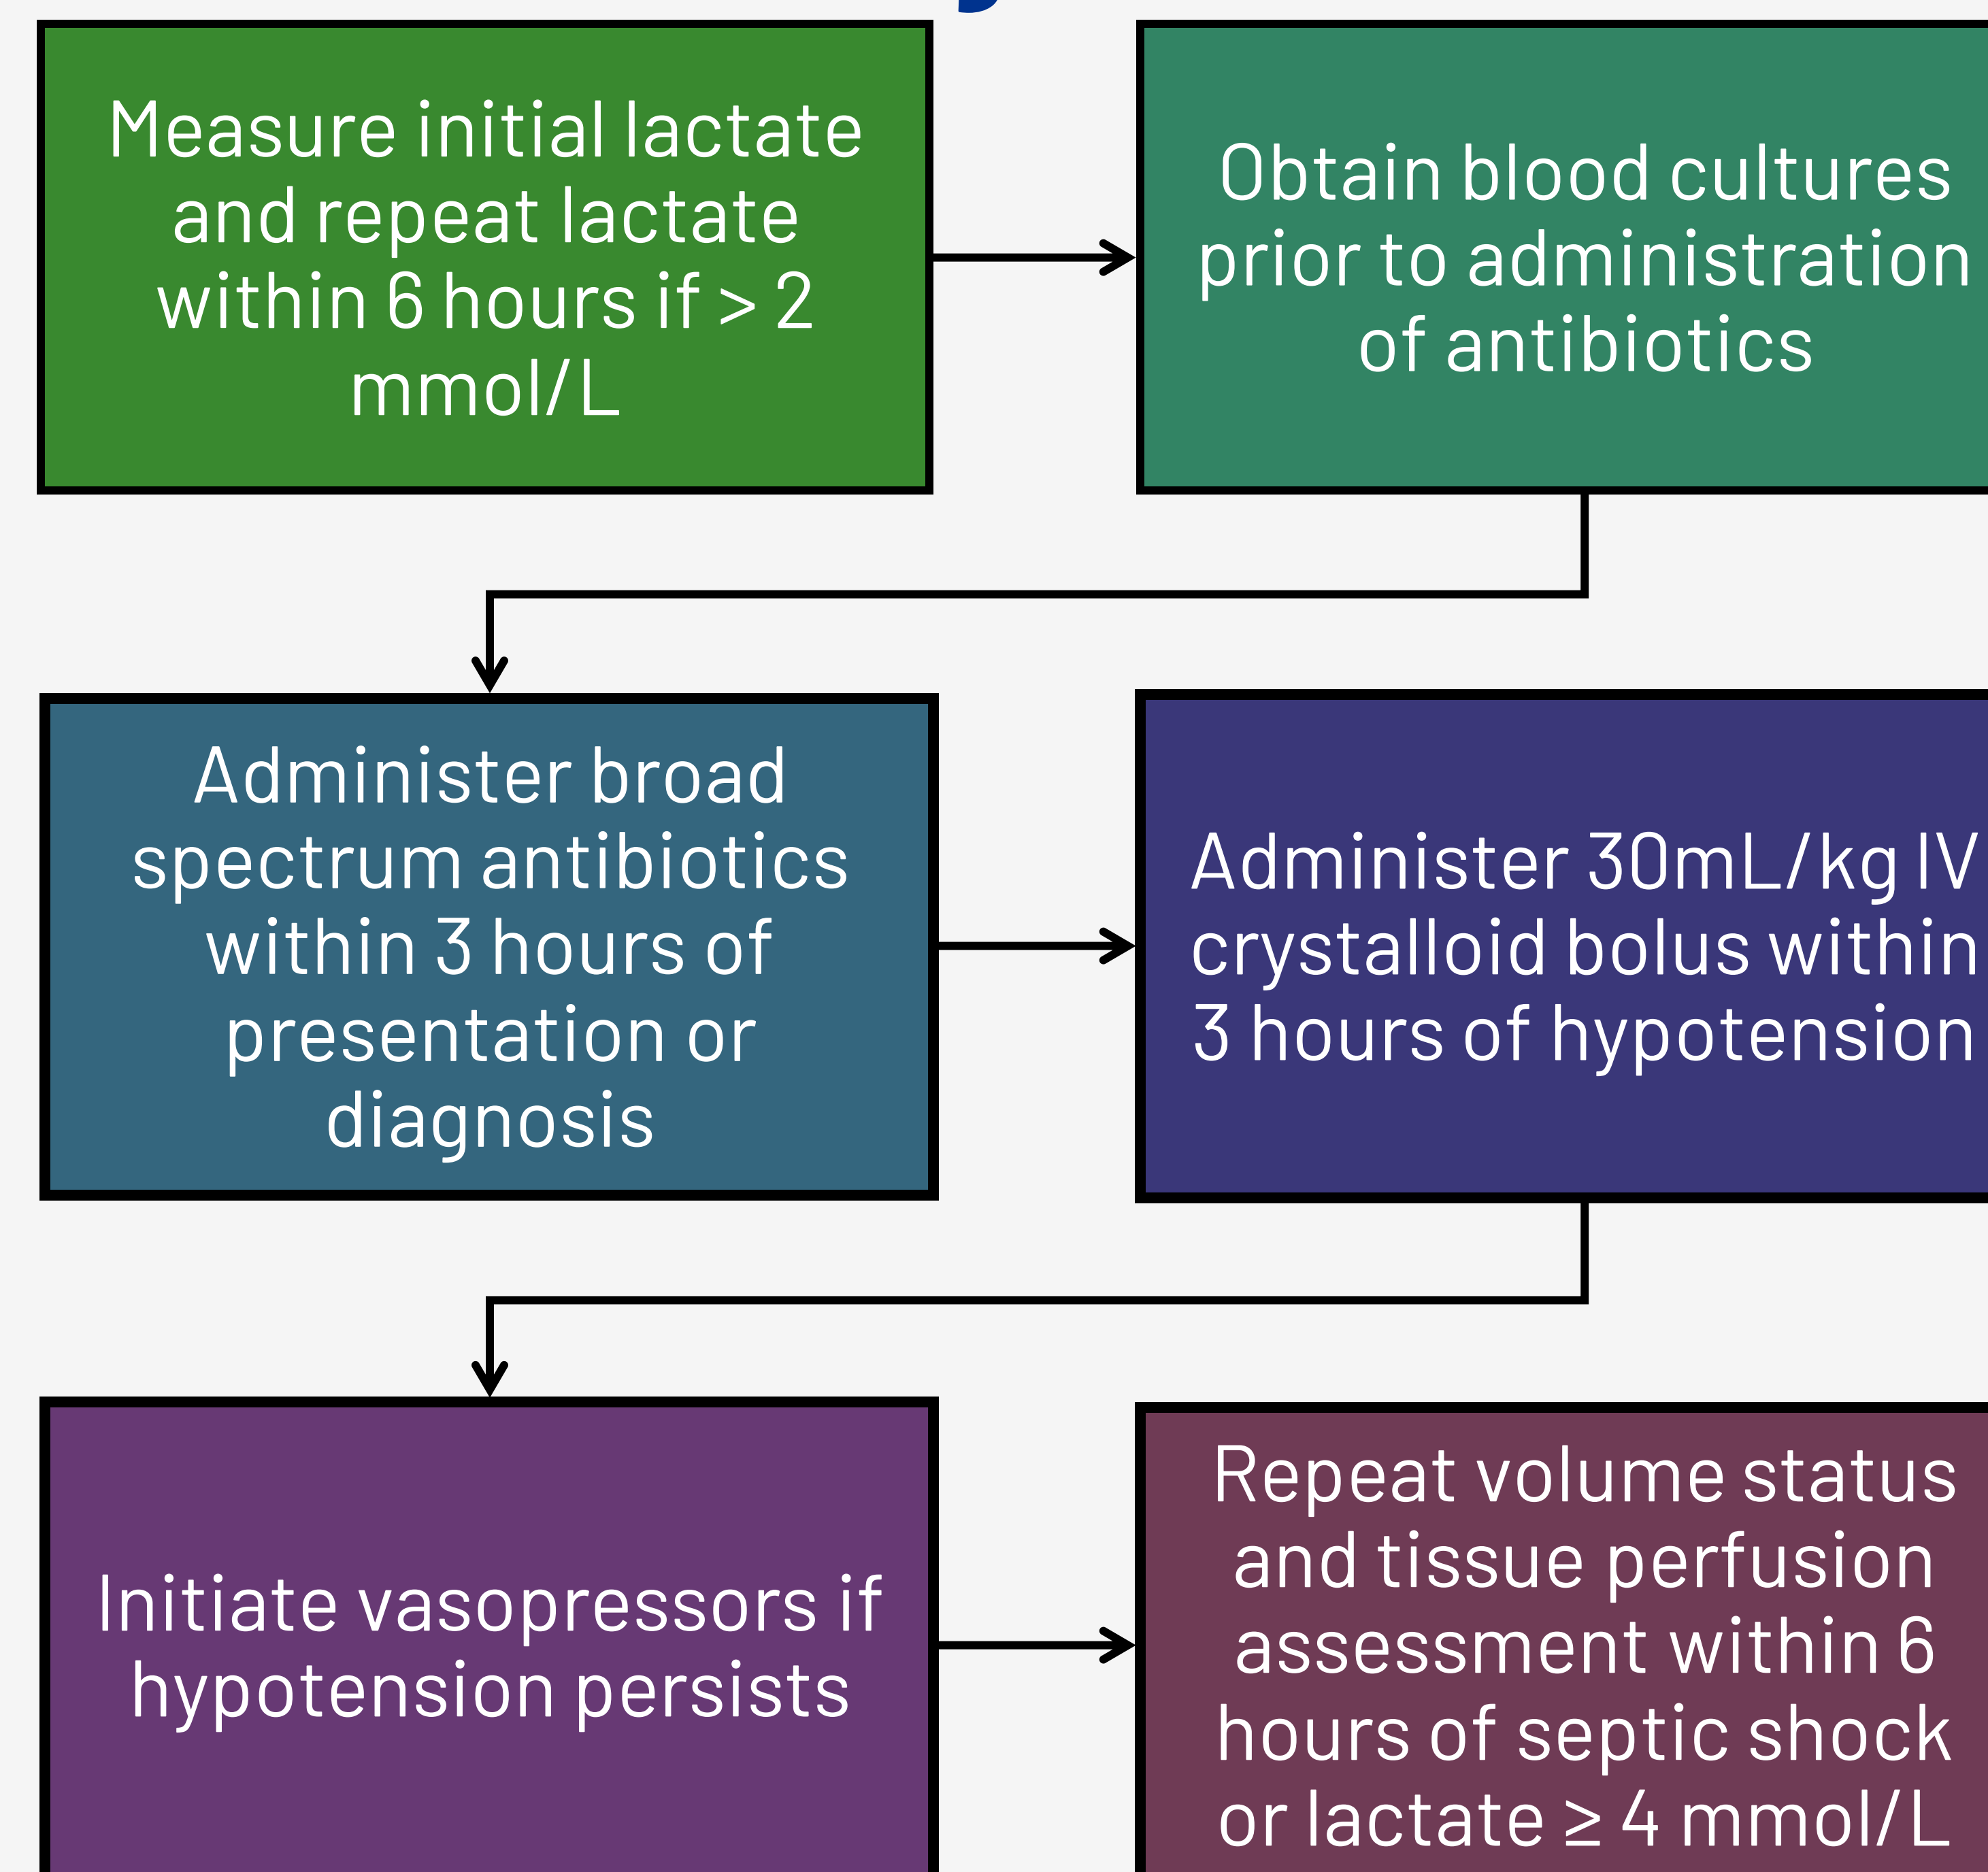 Measure initial lactate
and repeat lactate
within 6 hours if > 2
mmol/L
Obtain blood cultures
prior to administration
of antibiotics
Administer broad
spectrum antibiotics
within 3 hours of
presentation or
diagnosis
Administer 30mL/kg IV
crystalloid bolus within
3 hours of hypotension
Initiate vasopressors if
hypotension persists
Repeat volume status
and tissue perfusion
assessment within 6
hours of septic shock
or lactate ≥ 4 mmol/L